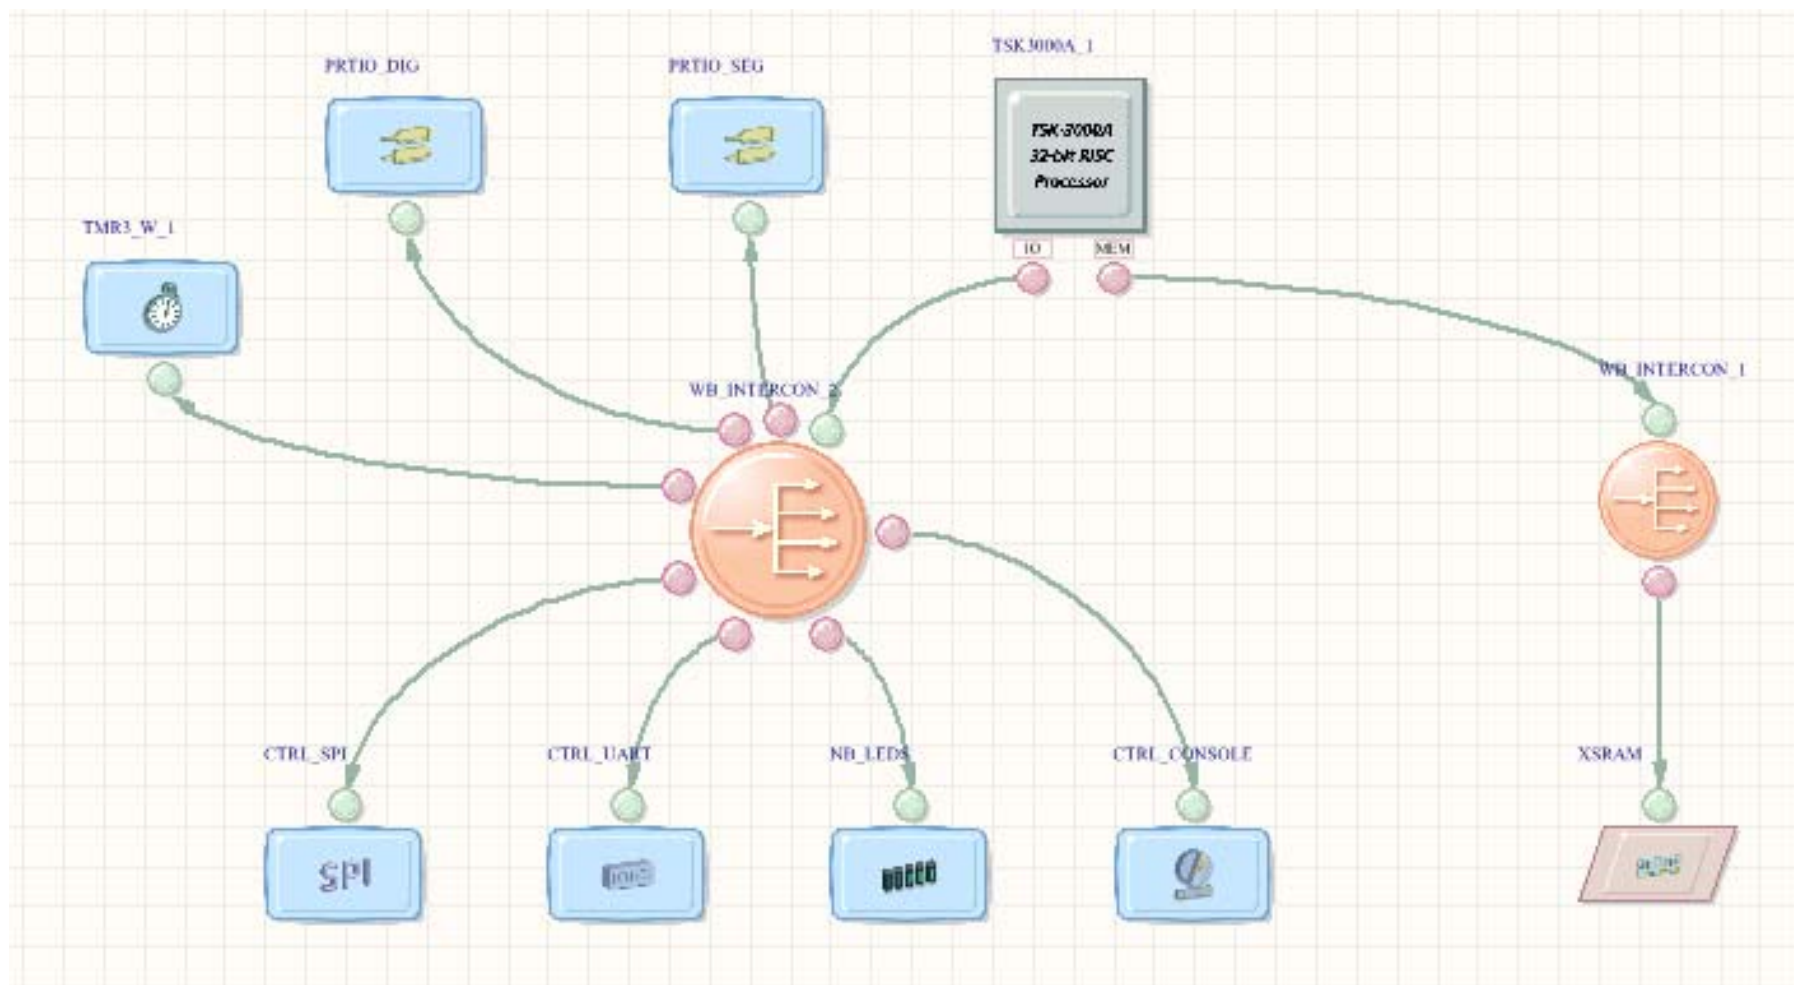 TSK3000A_1
PRTIO_DIG
PRTIO_SEG
TSK-3000A
32-bit RISC
Processor
TMR3_W_1
IO
MEM
WB_INTERCON_1
WB_INTERCON_2
CTRL_SPI
CTRL_UART
NB_LEDS
CTRL_CONSOLE
XSRAM
SPI